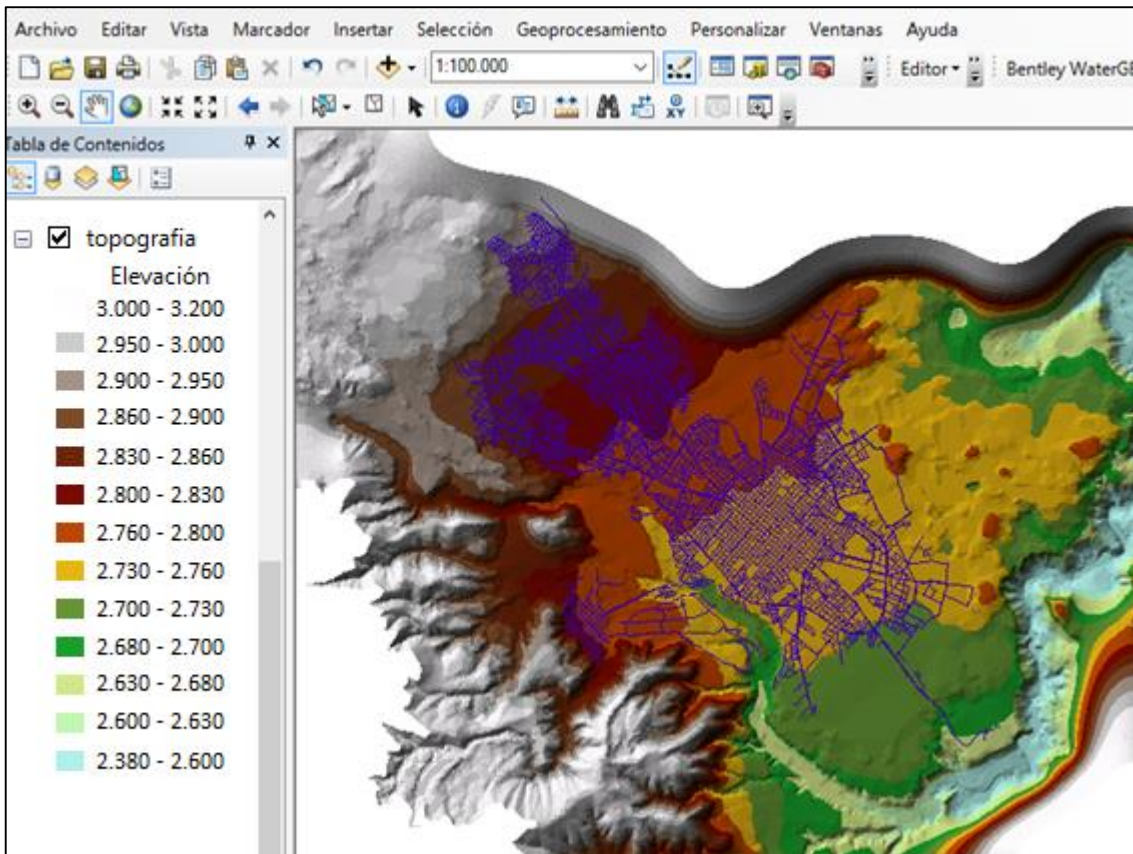 Archivo Editar Vista Marcador Insertar Selección Geoprocesamiento Personalizar Ventanas Ayuda
1:100.000 Editor Bentley WaterGE
XY
Tabla de Contenidos
topografia
Elevación
3.000 - 3.200
2.950 - 3.000
2.900 - 2.950
2.860 - 2.900
2.830 - 2.860
2.800 - 2.830
2.760 - 2.800
2.730 - 2.760
2.700 - 2.730
2.680 - 2.700
2.630 - 2.680
2.600 - 2.630
2.380 - 2.600